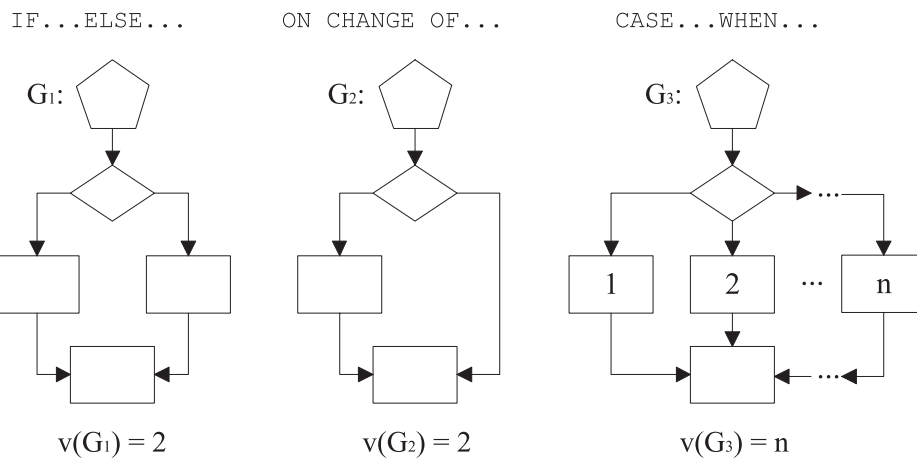 IF...ELSE... ON CHANGE OF... CASE...WHEN...
G₁: G₂: G₃:
...
1 2 ... n
...
v(G₁) = 2 v(G₂) = 2 v(G₃) = n